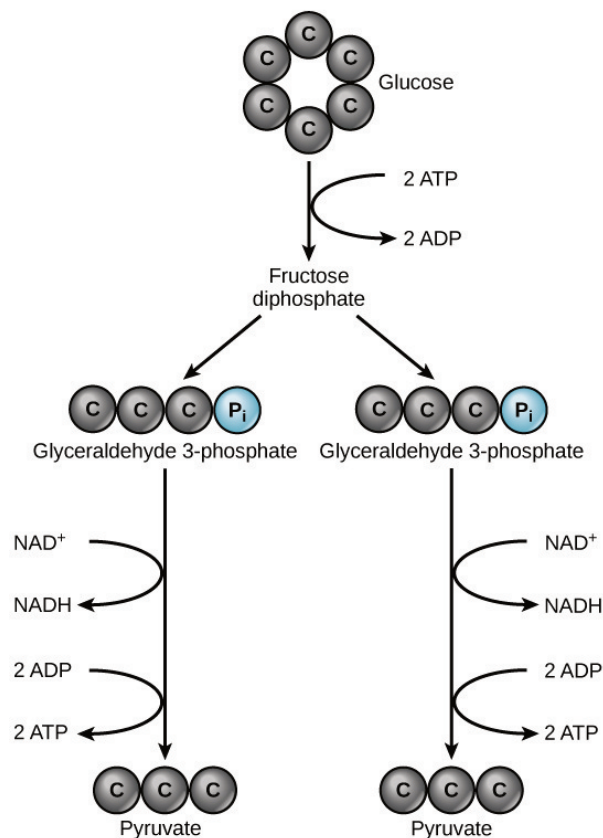 C
C C
Glucose
C C
C
2 ATP
2 ADP
Fructose
diphosphate
C C C Pi
C C C Pi
Glyceraldehyde 3-phosphate
Glyceraldehyde 3-phosphate
NAD+
NAD+
NADH
NADH
2 ADP
2 ADP
2 ATP
2 ATP
C C C
C C C
Pyruvate
Pyruvate